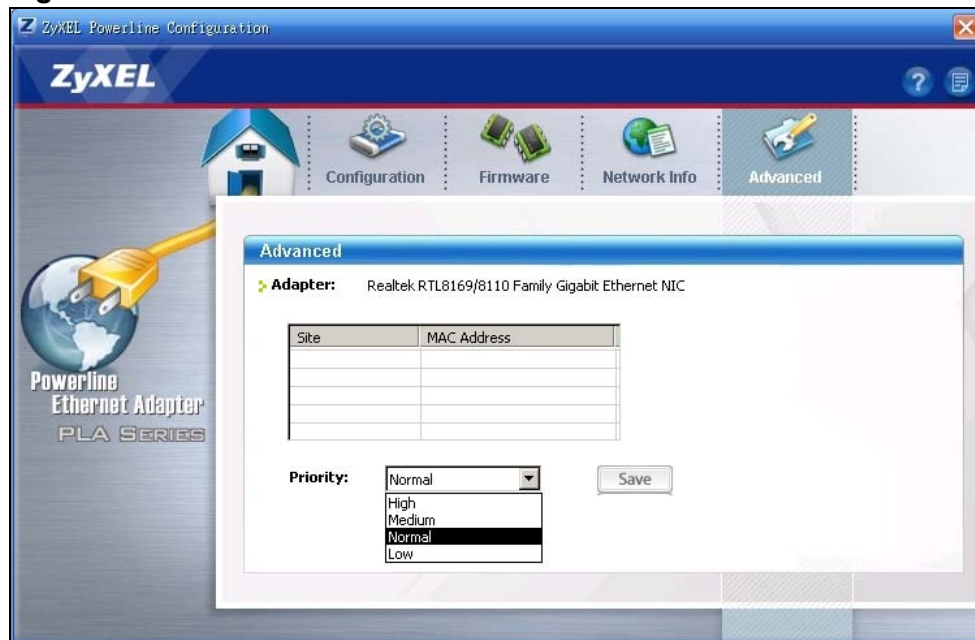 ZyXEL Powerline Configuration
ZyXEL
Configuration
Firmware
Network Info
Advanced
Advanced
Adapter: Realtek RTL8169/8110 Family Gigabit Ethernet NIC
Site MAC Address
Powerline
Ethernet Adapter
PLA SERIES
Priority: Normal Save
High
Medium
Normal
Low